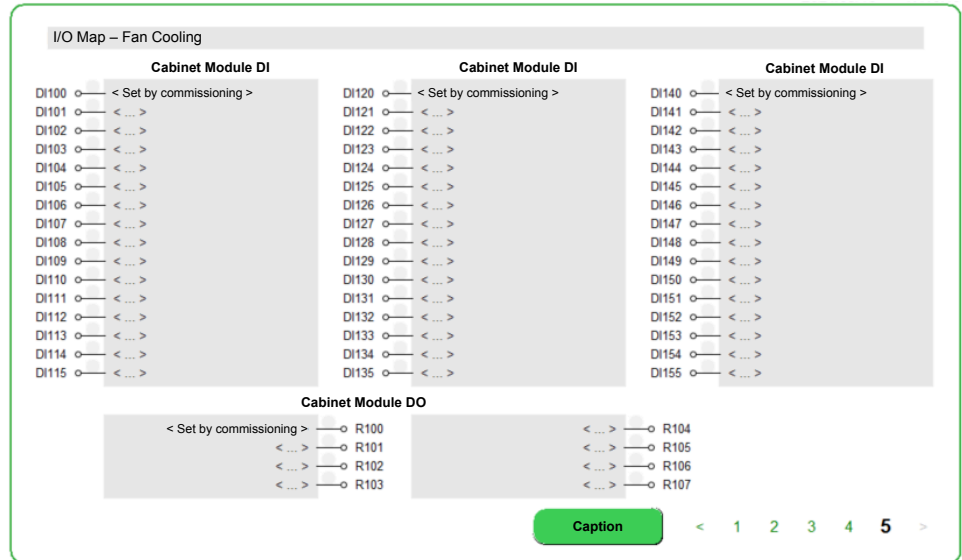 I/O Map – Fan Cooling
Cabinet Module DI Cabinet Module DI Cabinet Module DI
DI100 < Set by commissioning > DI120 < Set by commissioning > DI140 < Set by commissioning >
DI101 < ... > DI121 < ... > DI141 < ... >
DI102 < ... > DI122 < ... > DI142 < ... >
DI103 < ... > DI123 < ... > DI143 < ... >
DI104 < ... > DI124 < ... > DI144 < ... >
DI105 < ... > DI125 < ... > DI145 < ... >
DI106 < ... > DI126 < ... > DI146 < ... >
DI107 < ... > DI127 < ... > DI147 < ... >
DI108 < ... > DI128 < ... > DI148 < ... >
DI109 < ... > DI129 < ... > DI149 < ... >
DI110 < ... > DI130 < ... > DI150 < ... >
DI111 < ... > DI131 < ... > DI151 < ... >
DI112 < ... > DI132 < ... > DI152 < ... >
DI113 < ... > DI133 < ... > DI153 < ... >
DI114 < ... > DI134 < ... > DI154 < ... >
DI115 < ... > DI135 < ... > DI155 < ... >
Cabinet Module DO
< Set by commissioning > R100 < ... > R104
< ... > R101 < ... > R105
< ... > R102 < ... > R106
< ... > R103 < ... > R107
Caption < 1 2 3 4 5 >